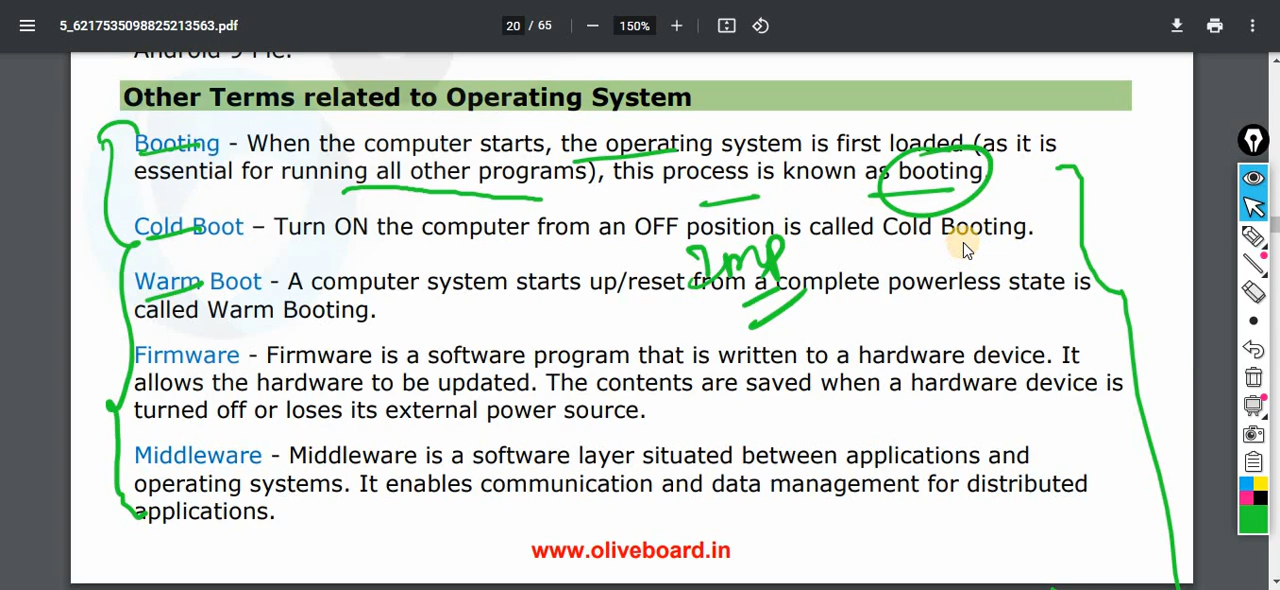 5_6217535098825213563.pdf
20 / 65
150%
Android 9 Pie.
Other Terms related to Operating System
Booting - When the computer starts, the operating system is first loaded (as it is
essential for running all other programs), this process is known as booting
Cold Boot – Turn ON the computer from an OFF position is called Cold Booting.
Imp
Warm Boot - A computer system starts up/reset from a complete powerless state is
called Warm Booting.
Firmware - Firmware is a software program that is written to a hardware device. It
allows the hardware to be updated. The contents are saved when a hardware device is
turned off or loses its external power source.
Middleware - Middleware is a software layer situated between applications and
operating systems. It enables communication and data management for distributed
applications.
www.oliveboard.in